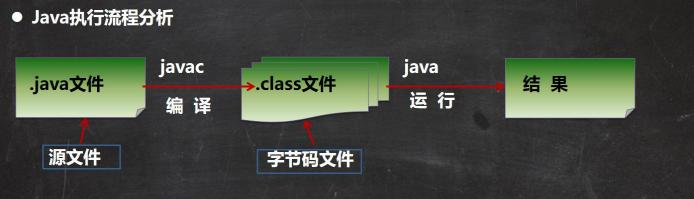 ● Java执行流程分析
.java文件
javac
编 译
.class文件
java
运 行
结 果
源文件
字节码文件